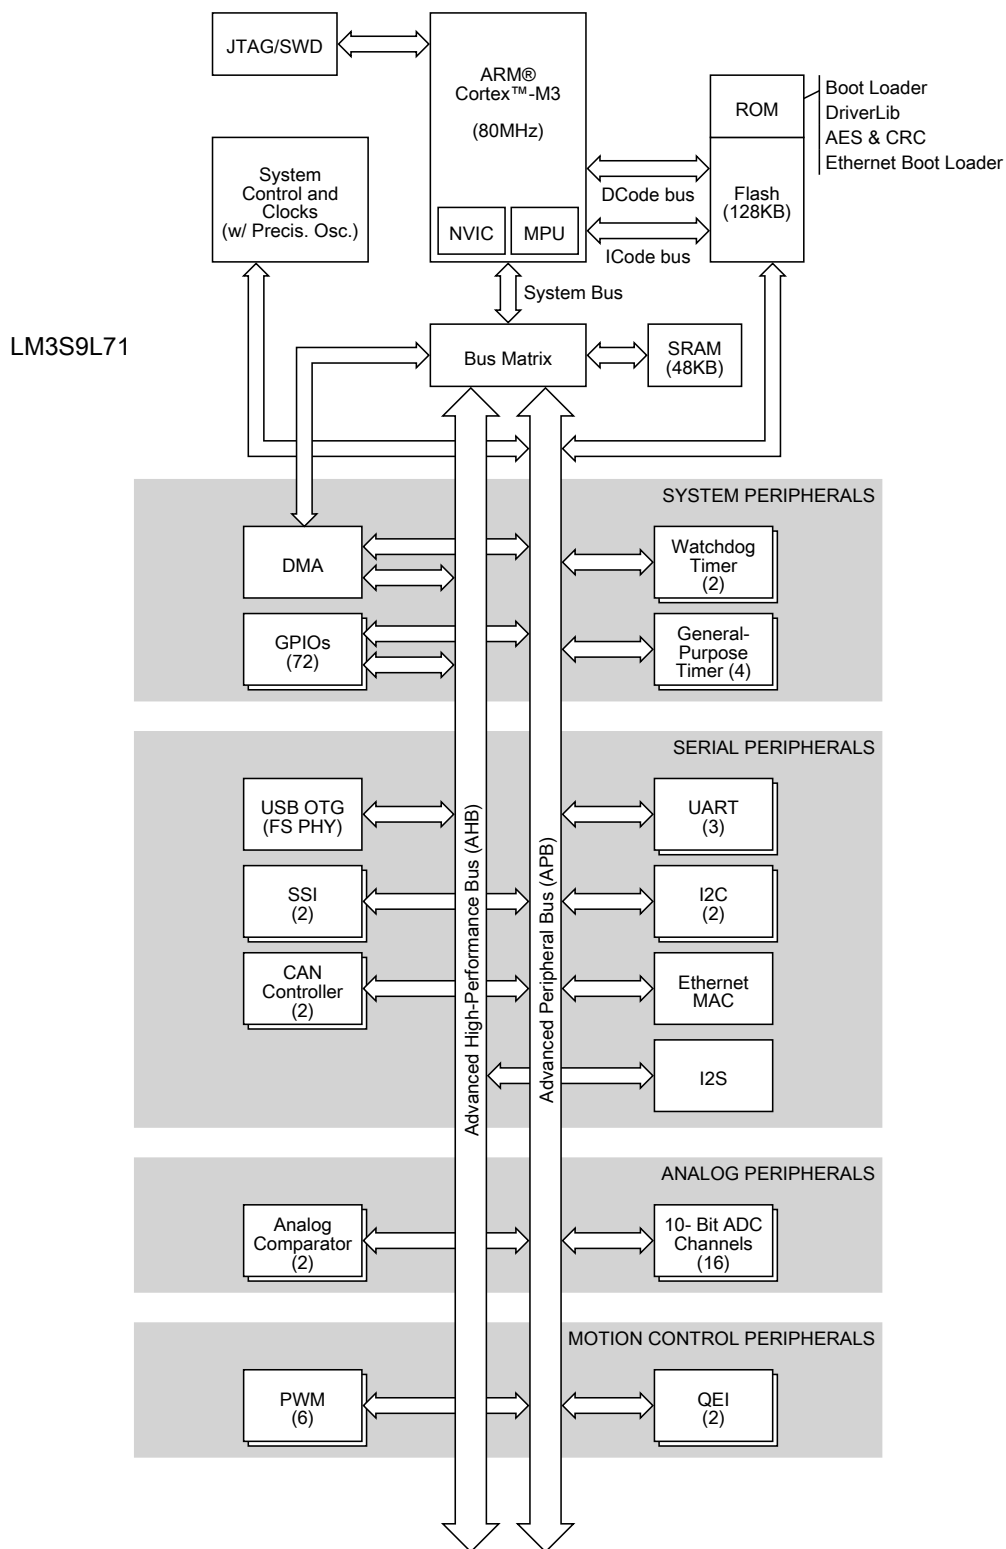 JTAG/SWD
ARM®
Cortex™-M3
(80MHz)
NVIC
MPU
ROM
Flash
(128KB)
Boot Loader
DriverLib
AES & CRC
Ethernet Boot Loader
DCode bus
ICode bus
System
Control and
Clocks
(w/ Precis. Osc.)
System Bus
LM3S9L71
Bus Matrix
SRAM
(48KB)
SYSTEM PERIPHERALS
DMA
Watchdog
Timer
(2)
GPIOs
(72)
General-
Purpose
Timer (4)
SERIAL PERIPHERALS
USB OTG
(FS PHY)
UART
(3)
SSI
(2)
I2C
(2)
CAN
Controller
(2)
Ethernet
MAC
I2S
Advanced High-Performance Bus (AHB)
Advanced Peripheral Bus (APB)
ANALOG PERIPHERALS
Analog
Comparator
(2)
10- Bit ADC
Channels
(16)
MOTION CONTROL PERIPHERALS
PWM
(6)
QEI
(2)